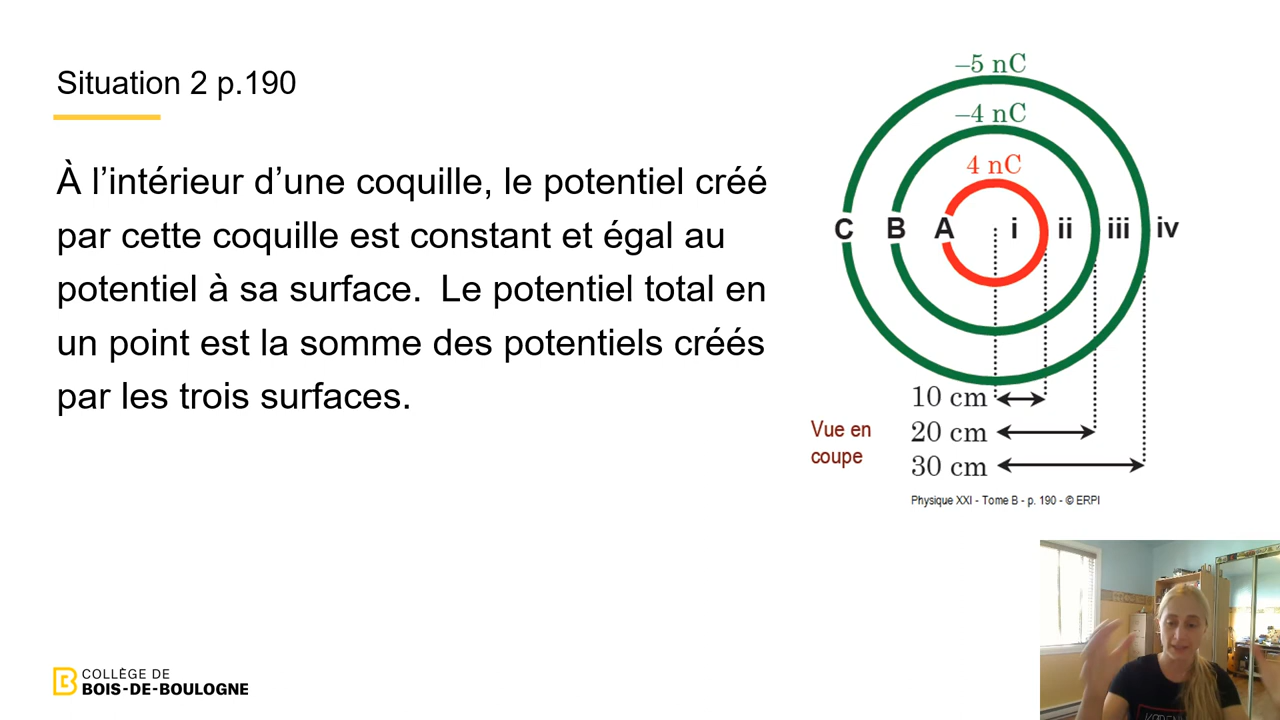 Situation 2 p.190
À l’intérieur d’une coquille, le potentiel créé
par cette coquille est constant et égal au
potentiel à sa surface.  Le potentiel total en
un point est la somme des potentiels créés
par les trois surfaces.
–5 nC
–4 nC
4 nC
C B A i ii iii iv
10 cm
20 cm
30 cm
Vue en
coupe
Physique XXI - Tome B - p. 190 - © ERPI
COLLÈGE DE
BOIS-DE-BOULOGNE